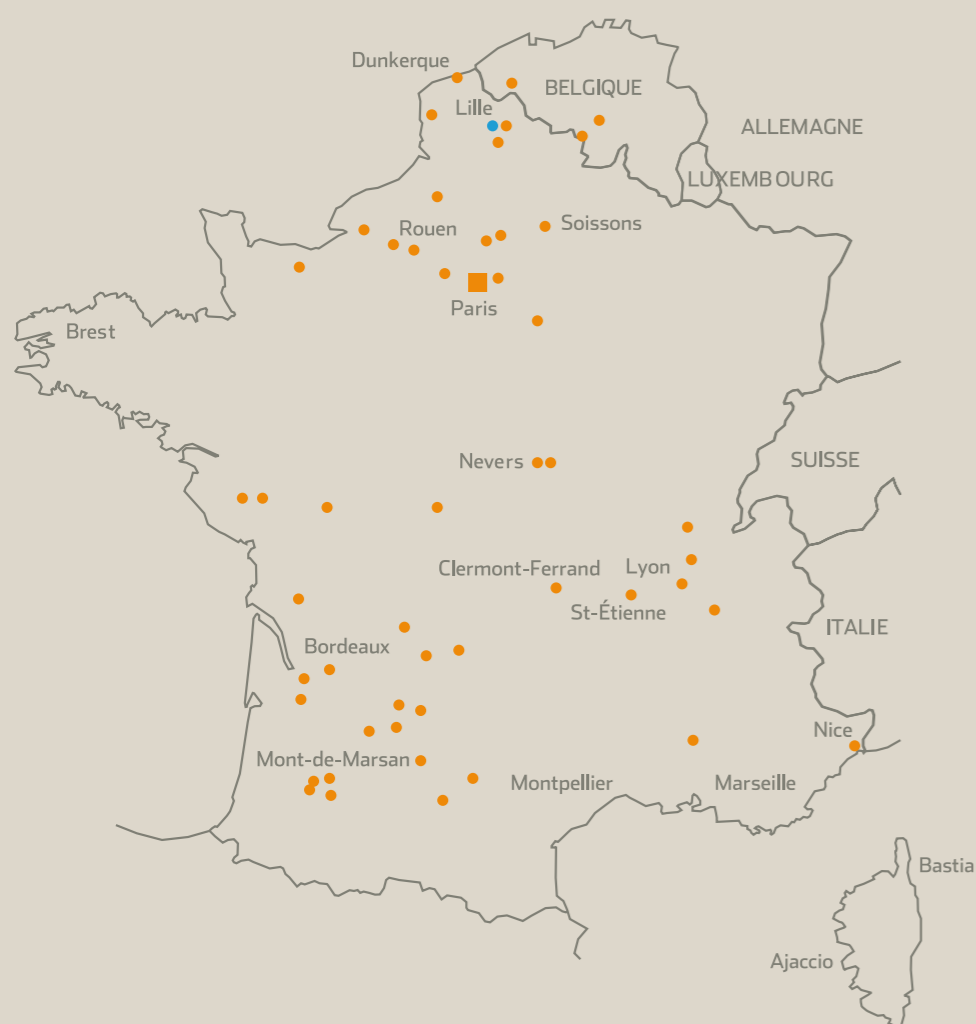 Dunkerque
BELGIQUE
Lille
ALLEMAGNE
LUXEMBOURG
Soissons
Rouen
Paris
Brest
Nevers
SUISSE
Clermont-Ferrand
Lyon
St-Étienne
ITALIE
Bordeaux
Nice
Mont-de-Marsan
Montpellier
Marseille
Bastia
Ajaccio